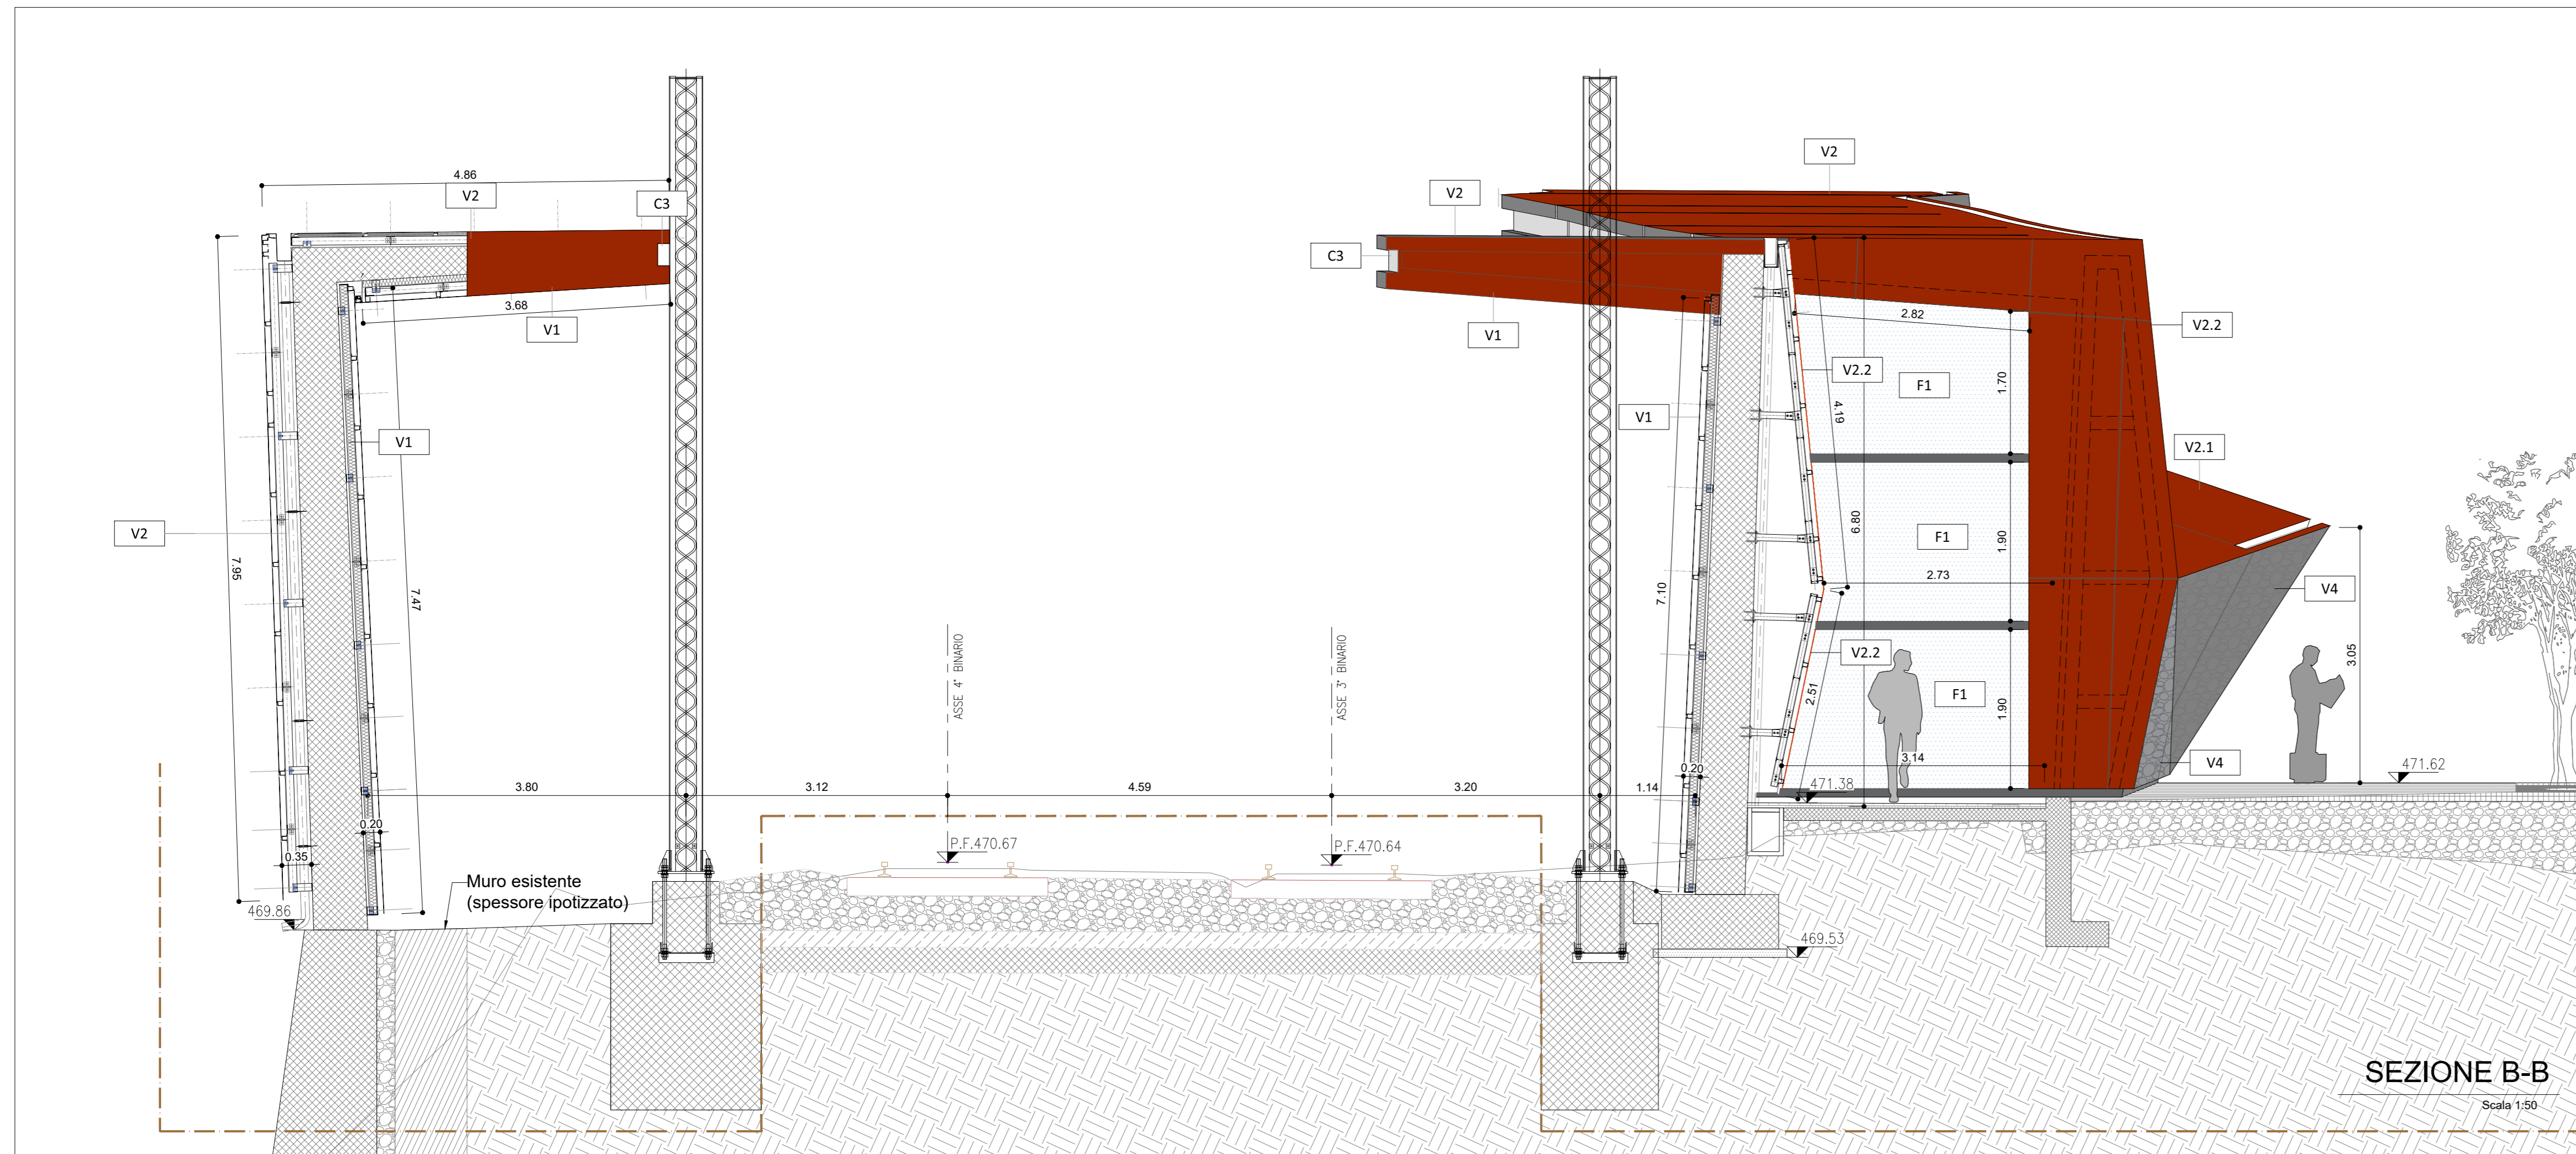 V2
4.86
V2
V2
C3
C3
V1
3.68
V1
V1
2.82
V2.2
V2.2
F1
1.70
4.19
V1
V1
V2.1
6.80
V2
F1
1.90
7.95
7.47
2.73
V4
7.10
ASSE 4° BINARIO
ASSE 3° BINARIO
V2.2
3.05
2.51
F1
1.90
3.14
V4
0.20
471.62
3.80
3.12
4.59
3.20
1.14
471.38
0.20
P.F.470.67
P.F.470.64
0.35
Muro esistente
(spessore ipotizzato)
469.86
469.53
SEZIONE B-B
Scala 1:50